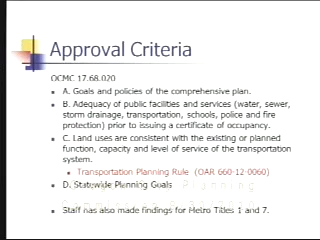 Approval Criteria
OCMC 17.68.020
A. Goals and policies of the comprehensive plan.
B. Adequacy of public facilities and services (water, sewer,
storm drainage, transportation, schools, police and fire
protection) prior to issuing a certificate of occupancy.
C. Land uses are consistent with the existing or planned
function, capacity and level of service of the transportation
system.
Transportation Planning Rule (OAR 660-12-0060)
D. Statewide Planning Goals
Staff has also made findings for Metro Titles 1 and 7.